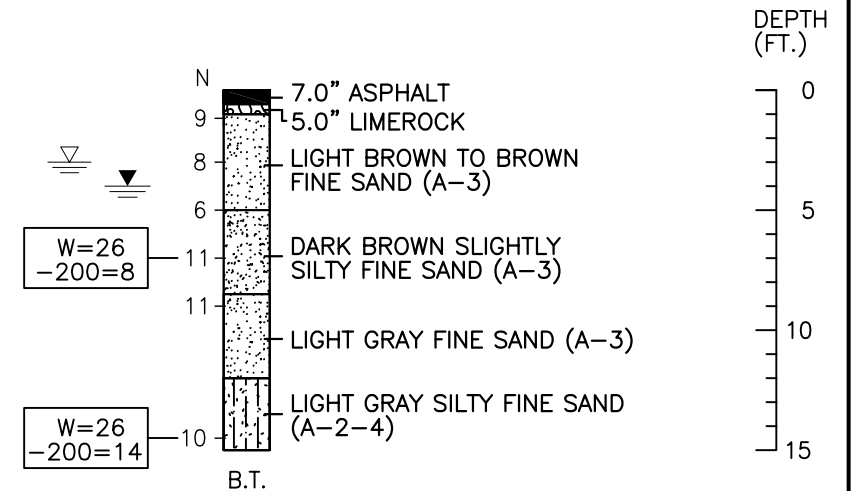 DEPTH
(FT.)
N
7.0" ASPHALT
0
9
5.0" LIMEROCK
8
LIGHT BROWN TO BROWN
FINE SAND (A-3)
6
5
W=26
-200=8
11
DARK BROWN SLIGHTLY
SILTY FINE SAND (A-3)
11
10
LIGHT GRAY FINE SAND (A-3)
LIGHT GRAY SILTY FINE SAND
(A-2-4)
W=26
-200=14
10
15
B.T.